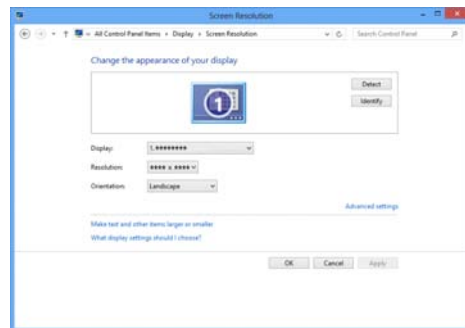 Screen Resolution
All Control Panel Items Display Screen Resolution
Search Control Panel
Change the appearance of your display
1
Detect
Identify
Display: 1. ********
Resolution: **** x ****
Orientation: Landscape
Advanced settings
Make text and other items larger or smaller
What display settings should I choose?
OK Cancel Apply